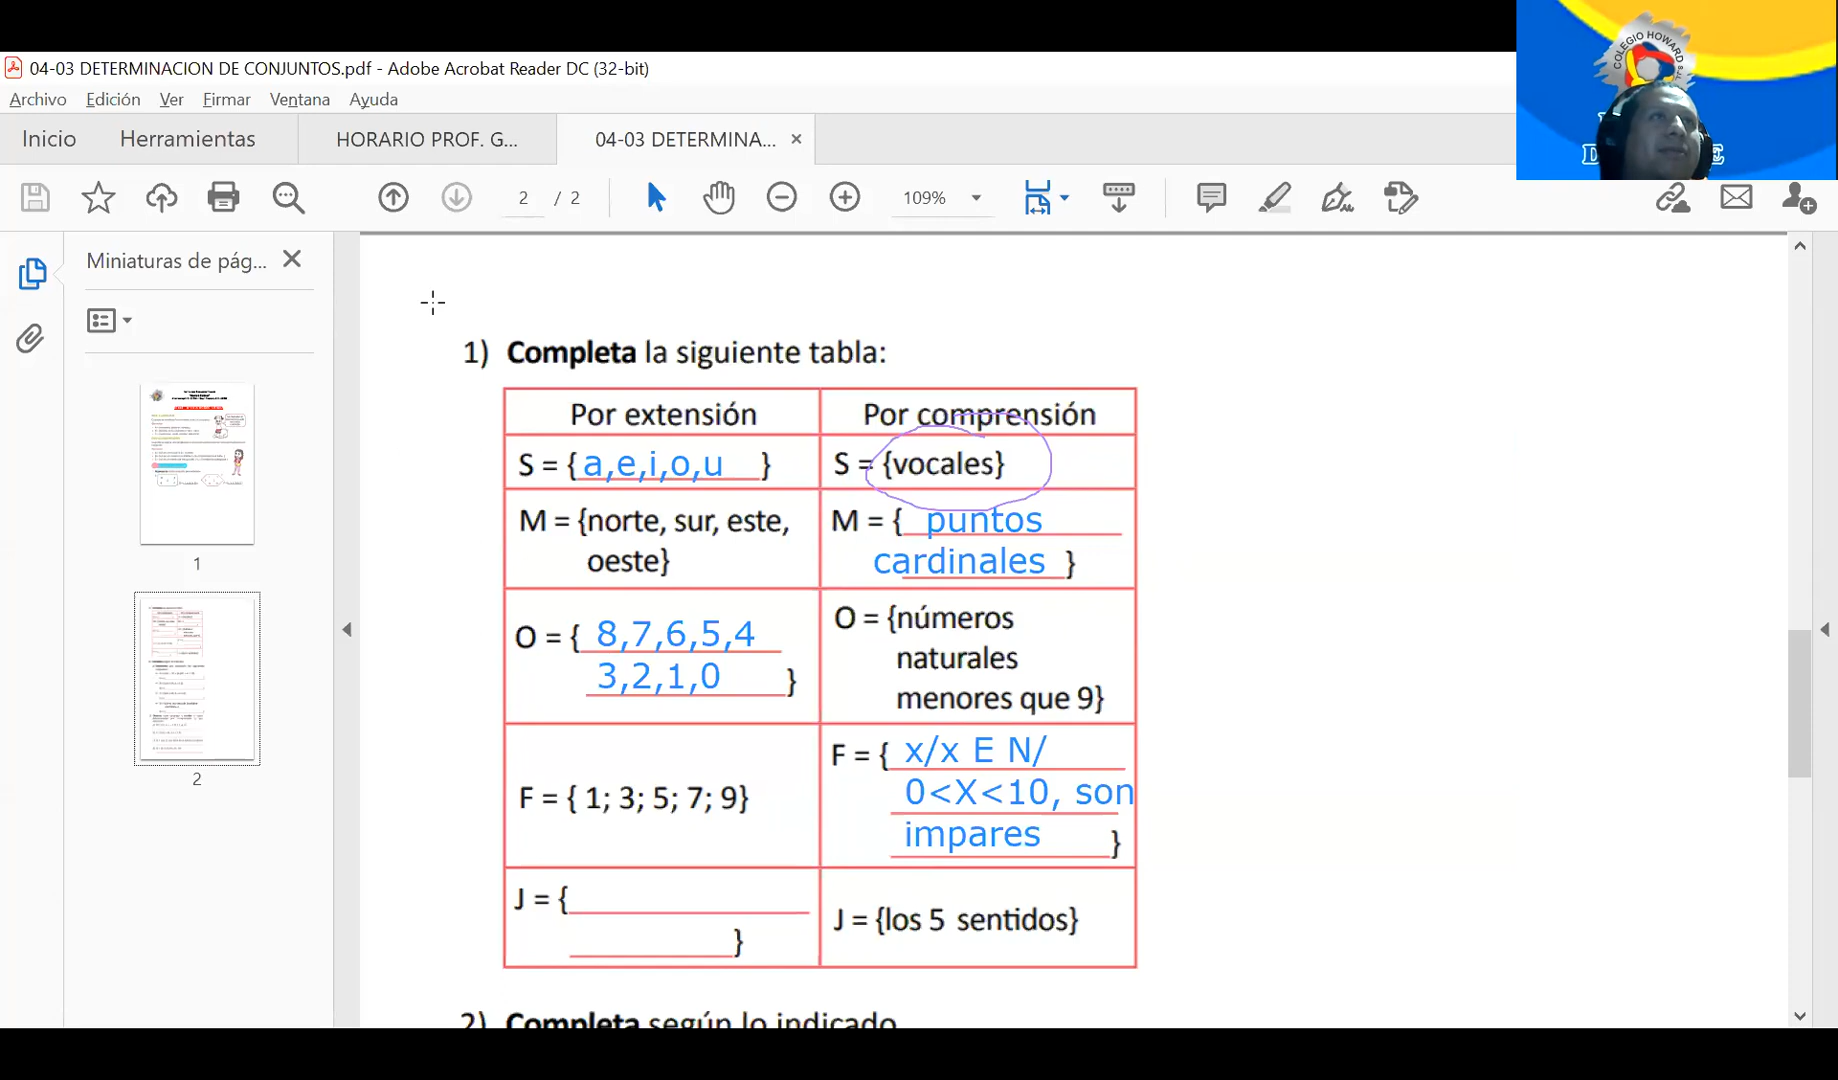 COLEGIO HOWARD
04-03 DETERMINACION DE CONJUNTOS.pdf - Adobe Acrobat Reader DC (32-bit)
Archivo Edición Ver Firmar Ventana Ayuda
Inicio Herramientas HORARIO PROF. G... 04-03 DETERMINA... ×
2 / 2 109%
Miniaturas de pág...
1) Completa la siguiente tabla:
Por extensión Por comprensión
S = { a,e,i,o,u } S = {vocales}
M = {norte, sur, este, M = { puntos
oeste} cardinales }
O = { 8,7,6,5,4 O = {números
3,2,1,0 } naturales
menores que 9}
F = { 1; 3; 5; 7; 9} F = { x/x E N/
0<X<10, son
impares }
J = { J = {los 5 sentidos}
}
1
2
2) Completa según lo indicado